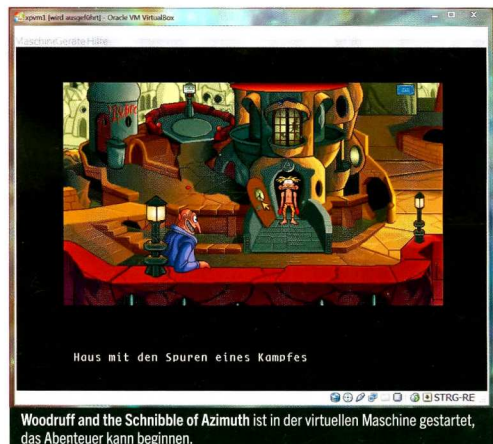 xpvm1 [wird ausgeführt] - Oracle VM VirtualBox
Maschine Geräte Hilfe
Haus mit den Spuren eines Kampfes
STRG-RE
Woodruff and the Schnibble of Azimuth ist in der virtuellen Maschine gestartet,
das Abenteuer kann beginnen.